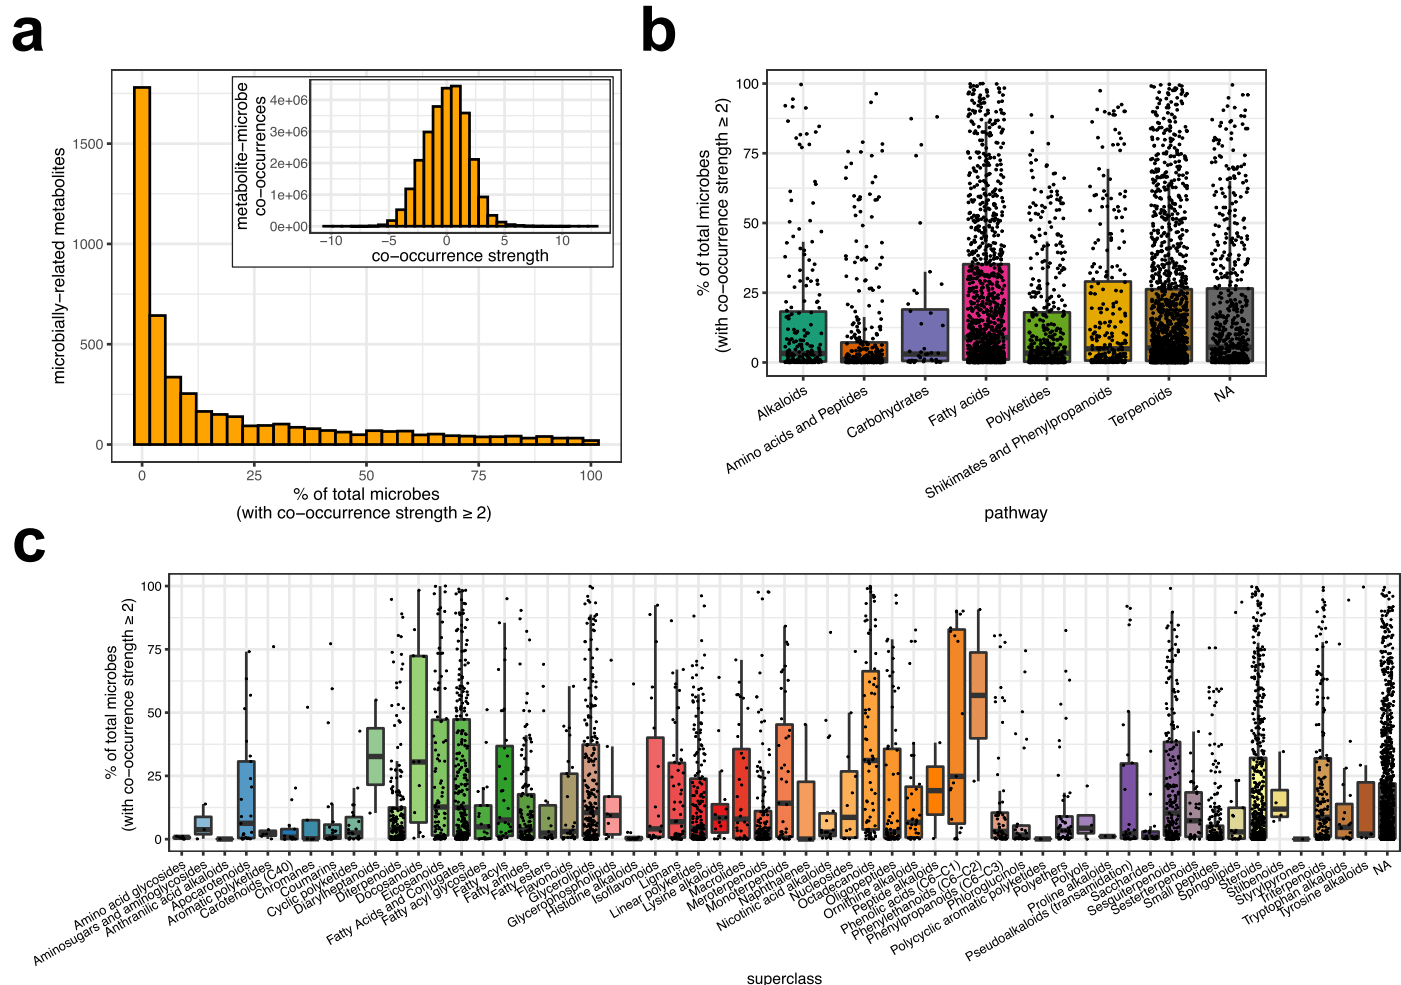 a
microbially−related metabolites
1500
1000
500
0
0
25
50
75
100
% of total microbes
(with co−occurrence strength ≥ 2)
metabolite−microbe
co−occurrences
4e+06
3e+06
2e+06
1e+06
0e+00
−10
−5
0
5
10
co−occurrence strength
b
% of total microbes
(with co−occurrence strength ≥ 2)
100
75
50
25
0
Alkaloids
Amino acids and Peptides
Carbohydrates
Fatty acids
Polyketides
Shikimates and Phenylpropanoids
Terpenoids
NA
pathway
c
% of total microbes
(with co−occurrence strength ≥ 2)
100
75
50
25
0
Amino acid glycosides
Aminosugars and aminoglycosides
Anthranilic acid alkaloids
Apocarotenoids
Aromatic polyketides
Carotenoids (C40)
Chromanes
Coumarins
Cyclic polyketides
Diarylheptanoids
Diterpenoids
Docosanoids
Eicosanoids
Fatty Acids and Conjugates
Fatty acyl glycosides
Fatty acyls
Fatty amides
Fatty esters
Flavonoids
Glycerolipids
Glycerophospholipids
Histidine alkaloids
Isoflavonoids
Lignans
Linear polyketides
Lysine alkaloids
Macrolides
Meroterpenoids
Monoterpenoids
Naphthalenes
Nicotinic acid alkaloids
Nucleosides
Octadecanoids
Oligopeptides
Ornithine alkaloids
Peptide alkaloids
Phenolic acids (C6−C1)
Phenylethanoids (C6−C2)
Phenylpropanoids (C6−C3)
Phloroglucinols
Polycyclic aromatic polyketides
Polyethers
Polyols
Proline alkaloids
Pseudoalkaloids (transamidation)
Saccharides
Sesquiterpenoids
Sesterterpenoids
Small peptides
Sphingolipids
Steroids
Stilbenoids
Styrylpyrones
Triterpenoids
Tryptophan alkaloids
Tyrosine alkaloids
NA
superclass